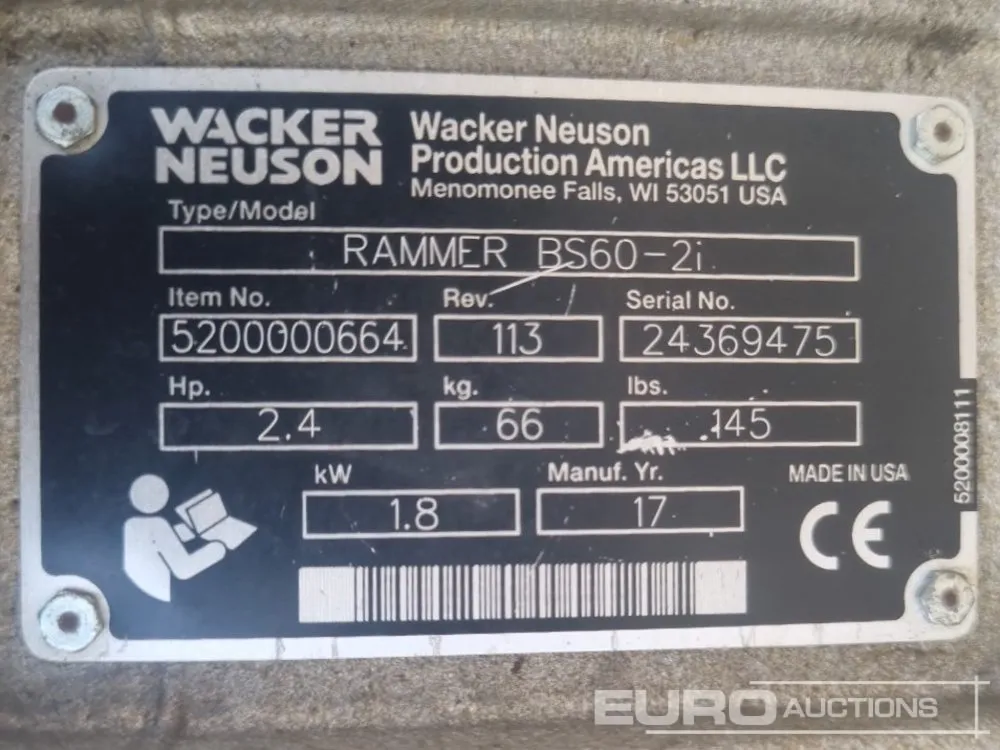 WACKER
NEUSON
Wacker Neuson
Production Americas LLC
Menomonee Falls, WI 53051 USA
Type/Model
RAMMER BS60-2i
Item No. Rev. Serial No.
5200000664 113 24369475
Hp. kg. lbs.
2.4 66 145
kW Manuf. Yr. MADE IN USA
1.8 17 CE
5200008111
EURO AUCTIONS